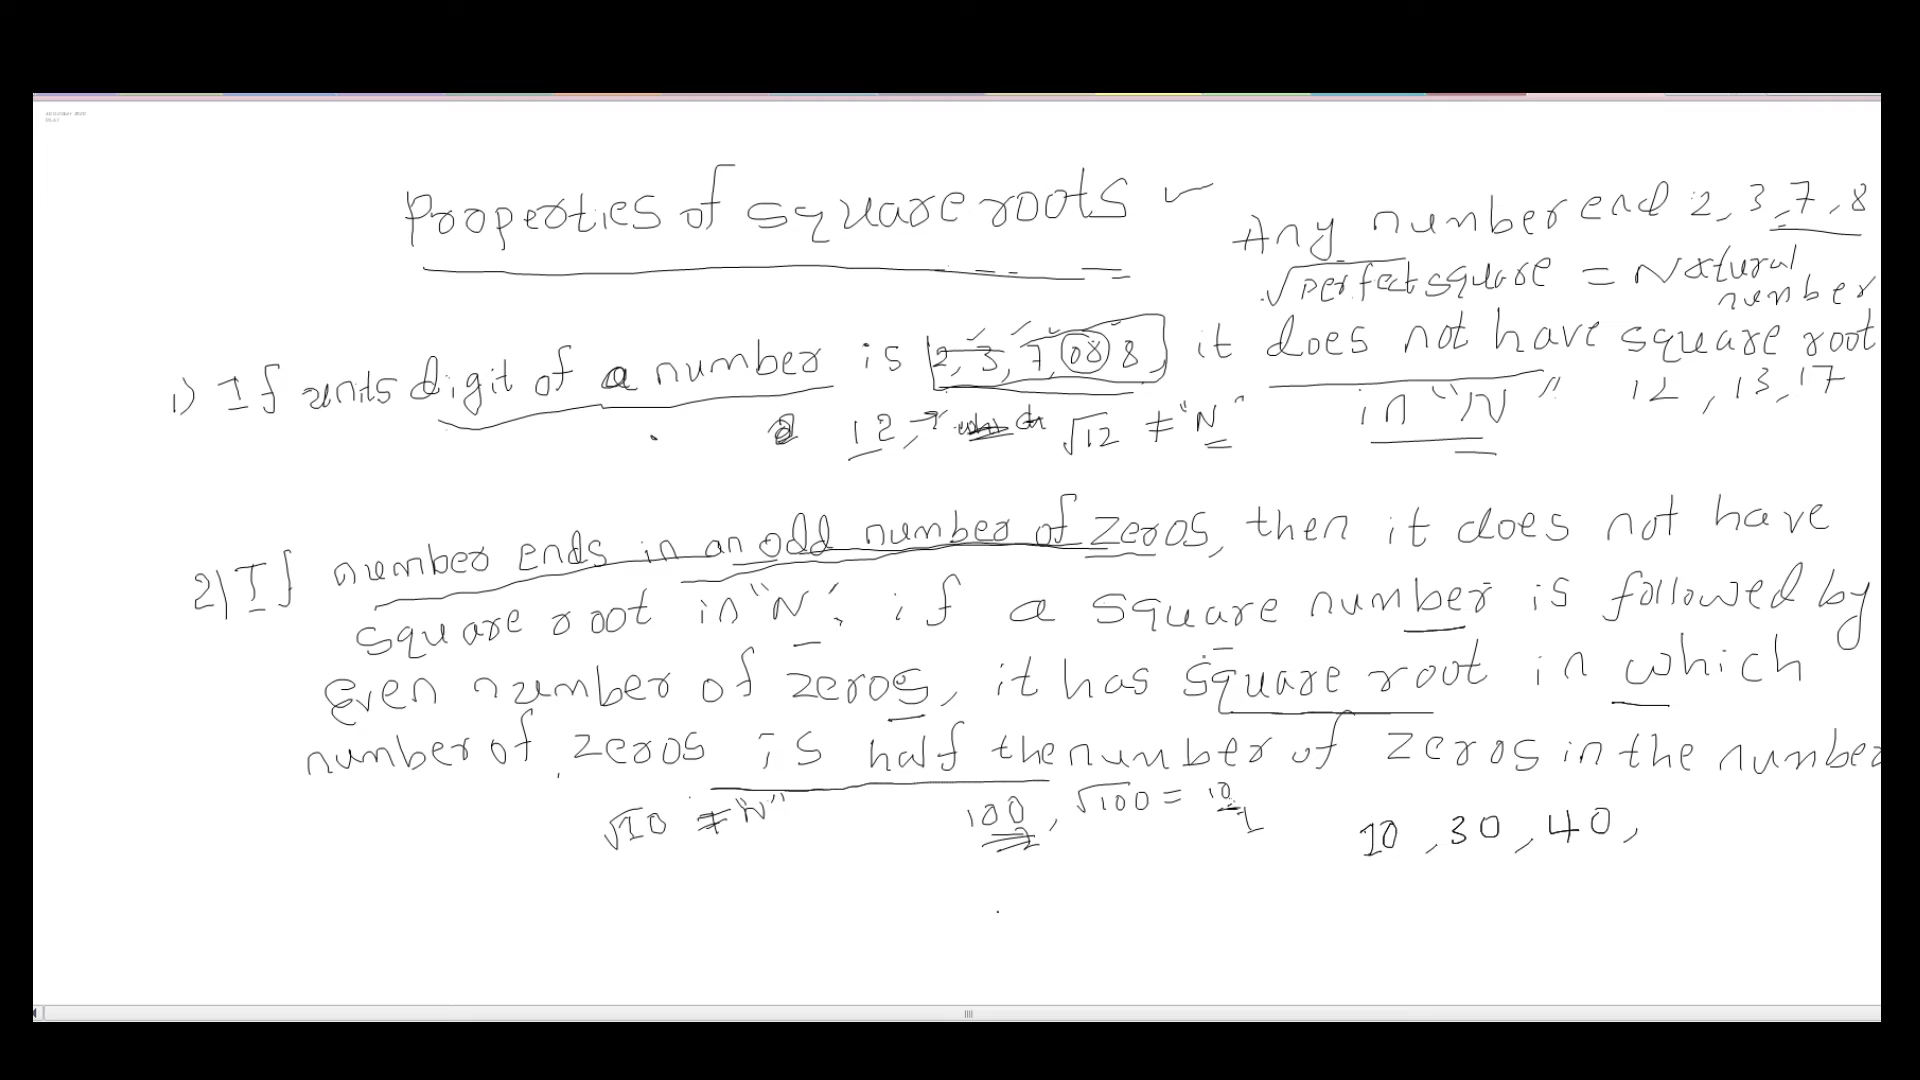 Properties of square roots
Any number end 2, 3, 7, 8
√perfect square = Natural
number
1) If units digit of a number is 2, 3, 7, 08 8, it does not have square root
in "N" 12, 13, 17
12, √12 ≠ "N"
2) If number ends in an odd number of zeros, then it does not have
square root in "N". if a square number is followed by
even number of zeros, it has square root in which
number of zeros is half the number of zeros in the number
√10 ≠ "N" 100, √100 = 10 10, 30, 40,